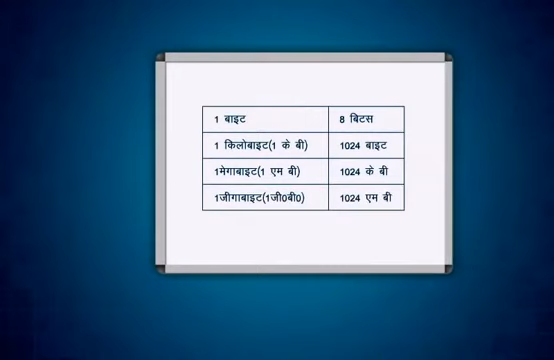 1 बाइट 8 बिटस
1 किलोबाइट(1 के बी) 1024 बाइट
1मेगाबाइट(1 एम बी) 1024 के बी
1जीगाबाइट(1जी0बी0) 1024 एम बी